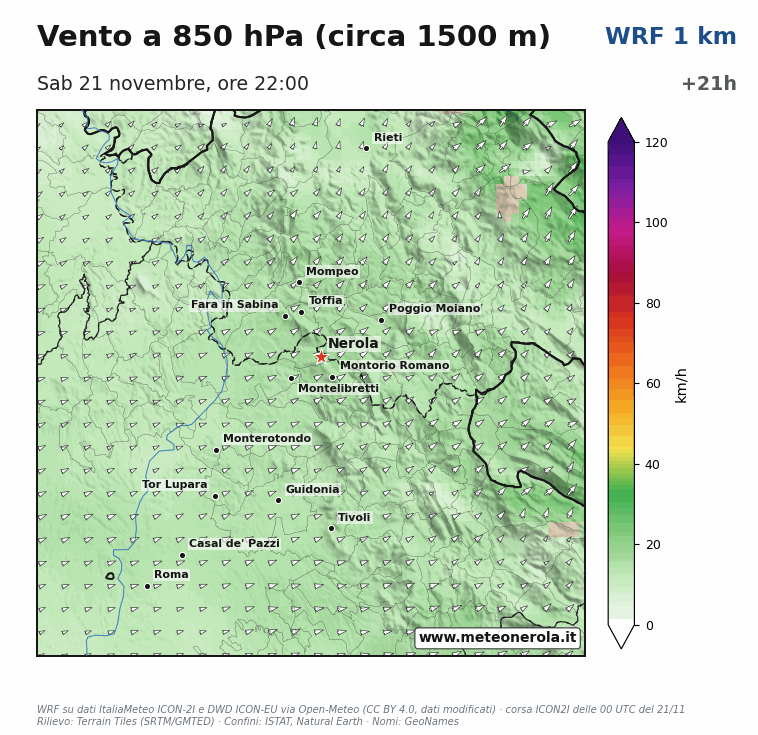 Vento a 850 hPa (circa 1500 m)
WRF 1 km
Sab 21 novembre, ore 22:00
+21h
Rieti
Mompeo
Fara in Sabina
Toffia
Poggio Moiano
Nerola
Montorio Romano
Montelibretti
Monterotondo
Tor Lupara
Guidonia
Tivoli
Casal de' Pazzi
Roma
www.meteonerola.it
120
100
80
60
40
20
0
km/h
WRF su dati ItaliaMeteo ICON-2I e DWD ICON-EU via Open-Meteo (CC BY 4.0, dati modificati) · corsa ICON2I delle 00 UTC del 21/11
Rilievo: Terrain Tiles (SRTM/GMTED) · Confini: ISTAT, Natural Earth · Nomi: GeoNames